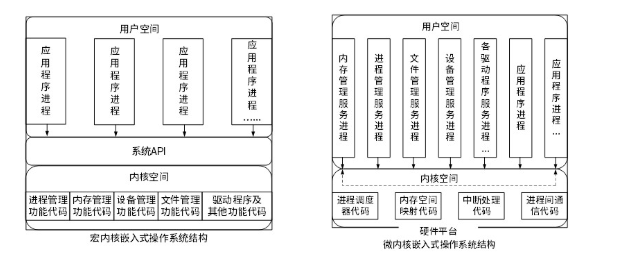 用户空间
应用程序进程
应用程序进程
应用程序进程
应用程序进程……
系统API
内核空间
进程管理功能代码
内存管理功能代码
设备管理功能代码
文件管理功能代码
驱动程序及其他功能代码
宏内核嵌入式操作系统结构
用户空间
内存管理服务进程
进程管理服务进程
文件管理服务进程
设备管理服务进程
各驱动程序服务进程…
应用程序进程
应用程序进程…
内核空间
进程调度器代码
内存空间映射代码
中断处理代码
进程间通信代码
硬件平台
微内核嵌入式操作系统结构